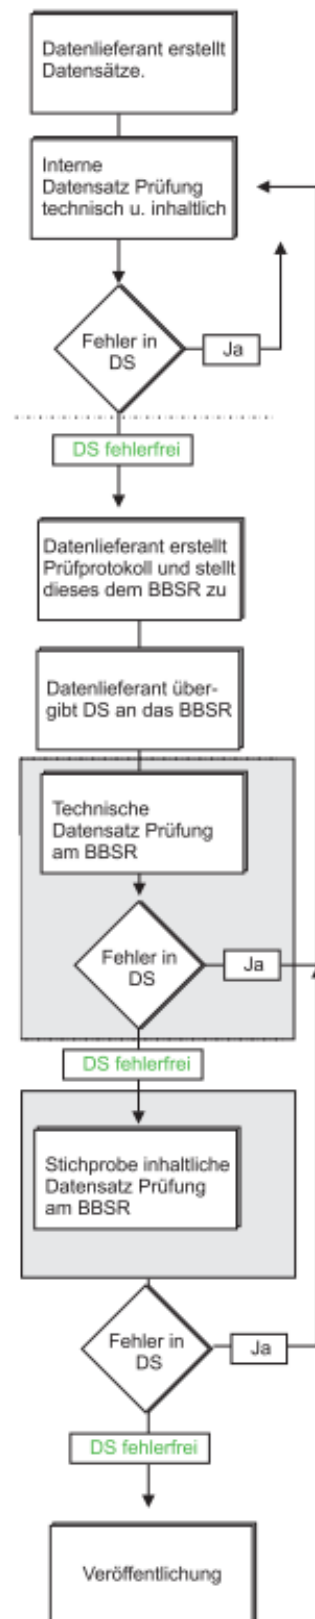 Datenlieferant erstellt
Datensätze.
Interne
Datensatz Prüfung
technisch u. inhaltlich
Fehler in
DS
Ja
DS fehlerfrei
Datenlieferant erstellt
Prüfprotokoll und stellt
dieses dem BBSR zu
Datenlieferant über-
gibt DS an das BBSR
Technische
Datensatz Prüfung
am BBSR
Fehler in
DS
Ja
DS fehlerfrei
Stichprobe inhaltliche
Datensatz Prüfung
am BBSR
Fehler in
DS
Ja
DS fehlerfrei
Veröffentlichung